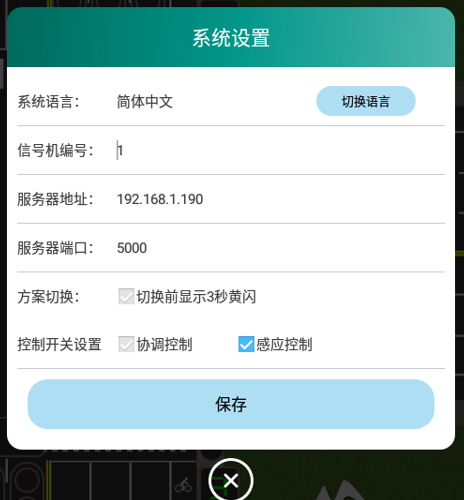 系统设置
系统语言： 简体中文 切换语言
信号机编号： 1
服务器地址： 192.168.1.190
服务器端口： 5000
方案切换： 切换前显示3秒黄闪
控制开关设置 协调控制 感应控制
保存